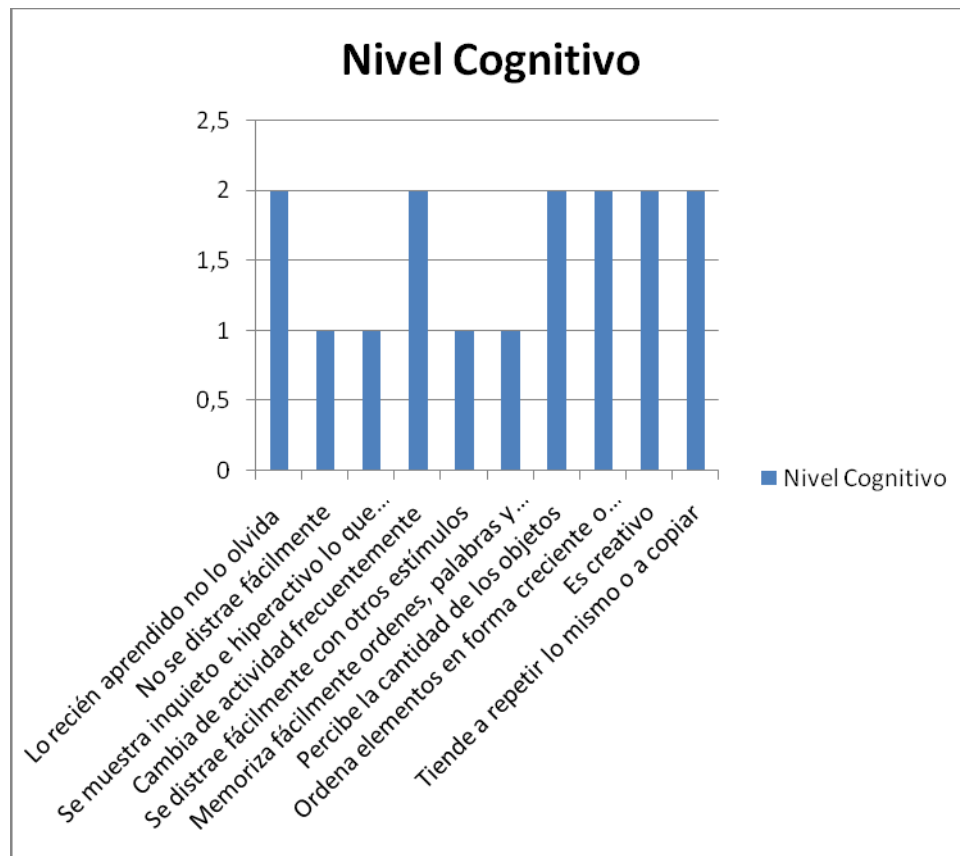 Nivel Cognitivo
2,5
2
1,5
1
0,5
0
Nivel Cognitivo
Lo recién aprendido no lo olvida
No se distrae fácilmente
Se muestra inquieto e hiperactivo lo que...
Cambia de actividad frecuentemente
Se distrae fácilmente con otros estímulos
Memoriza fácilmente ordenes, palabras y...
Percibe la cantidad de los objetos
Ordena elementos en forma creciente o...
Es creativo
Tiende a repetir lo mismo o a copiar